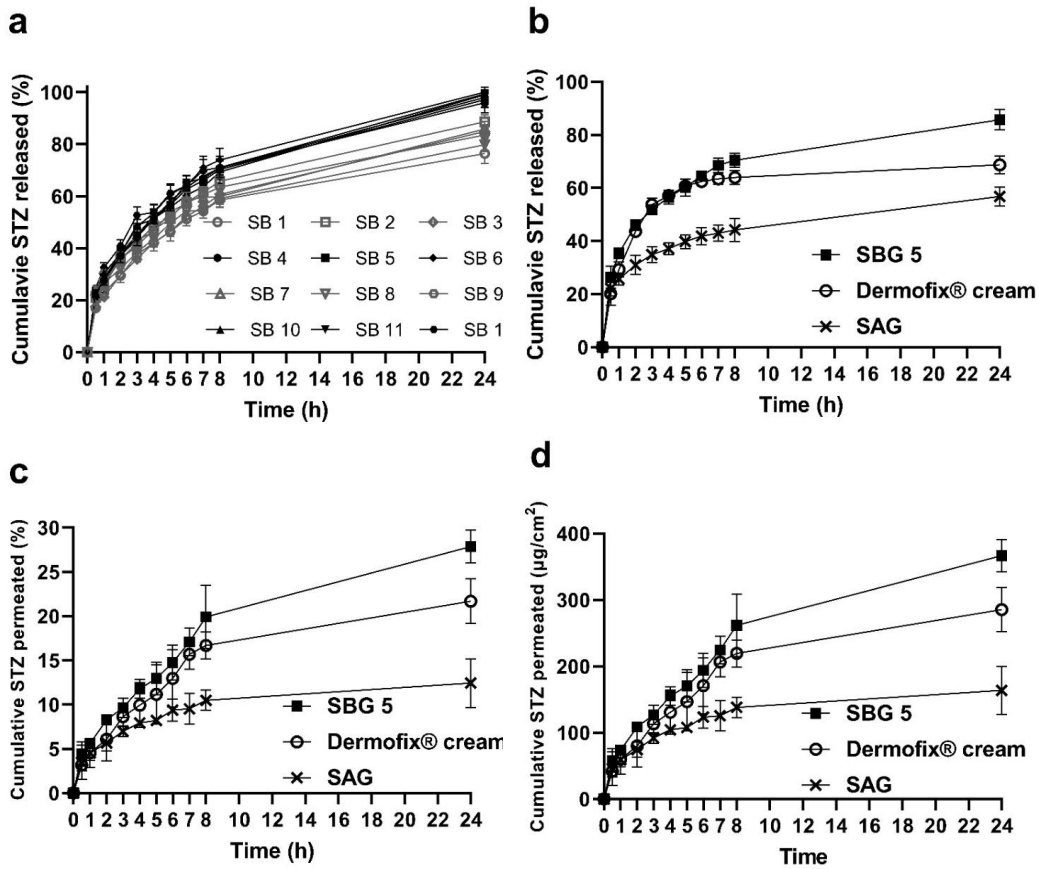 a
Cumulavie STZ released (%)
100
80
60
40
20
0
SB 1 SB 2 SB 3
SB 4 SB 5 SB 6
SB 7 SB 8 SB 9
SB 10 SB 11 SB 1
0 1 2 3 4 5 6 7 8 10 12 14 16 18 20 22 24
Time (h)
b
Cumulavie STZ released (%)
100
80
60
40
20
0
SBG 5
Dermofix® cream
SAG
0 1 2 3 4 5 6 7 8 10 12 14 16 18 20 22 24
Time (h)
c
Cumulative STZ permeated (%)
30
25
20
15
10
5
0
SBG 5
Dermofix® cream
SAG
0 1 2 3 4 5 6 7 8 10 12 14 16 18 20 22 24
Time (h)
d
Cumulative STZ permeated (µg/cm²)
400
300
200
100
0
SBG 5
Dermofix® cream
SAG
0 1 2 3 4 5 6 7 8 10 12 14 16 18 20 22 24
Time